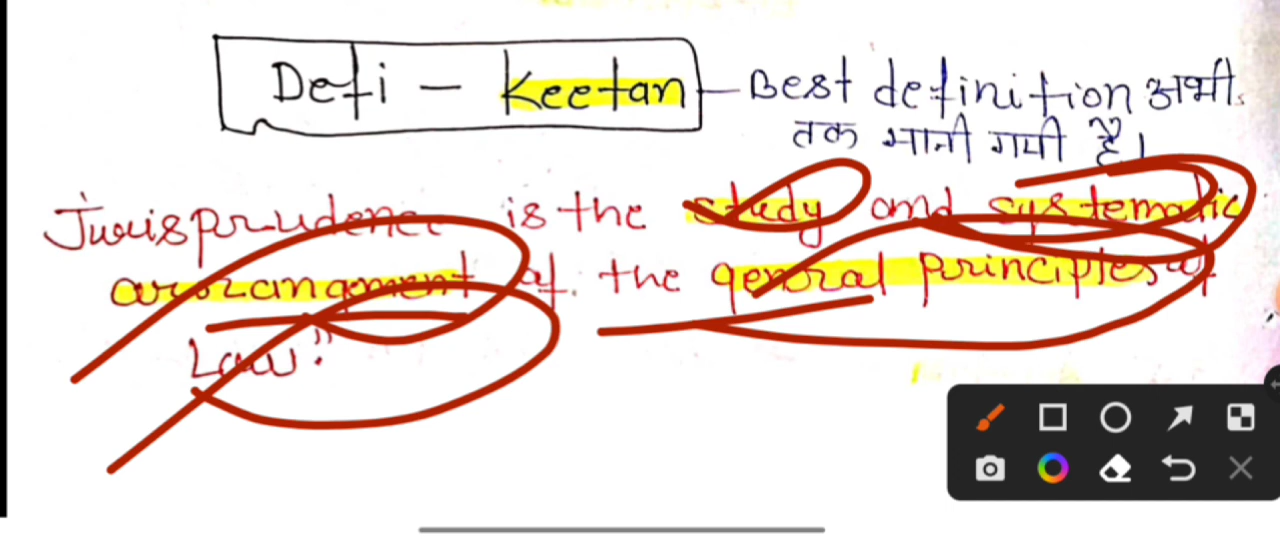 Defi - Keetan - Best definition अभी
तक मानी गयी है।
Jurisprudence is the study and systematic
arrangement of the general principles of
Law"